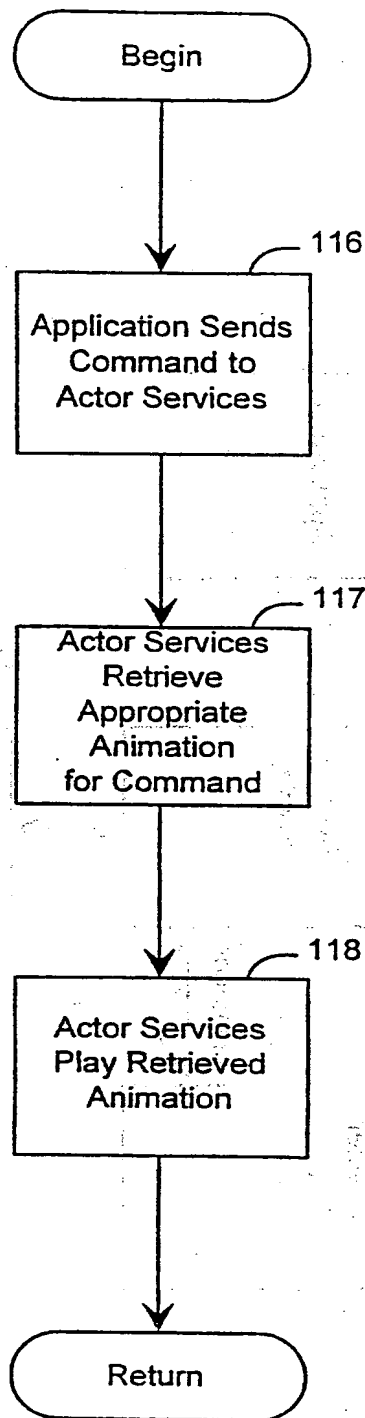 Begin
116
Application Sends
Command to
Actor Services
117
Actor Services
Retrieve
Appropriate
Animation
for Command
118
Actor Services
Play Retrieved
Animation
Return